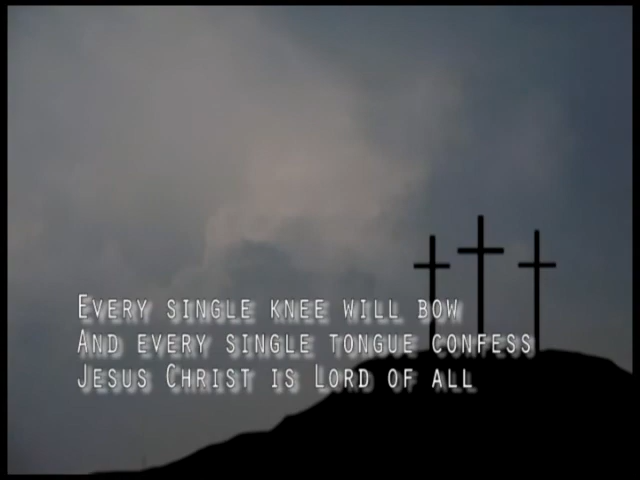 Every single knee will bow
And every single tongue confess
Jesus Christ is Lord of all